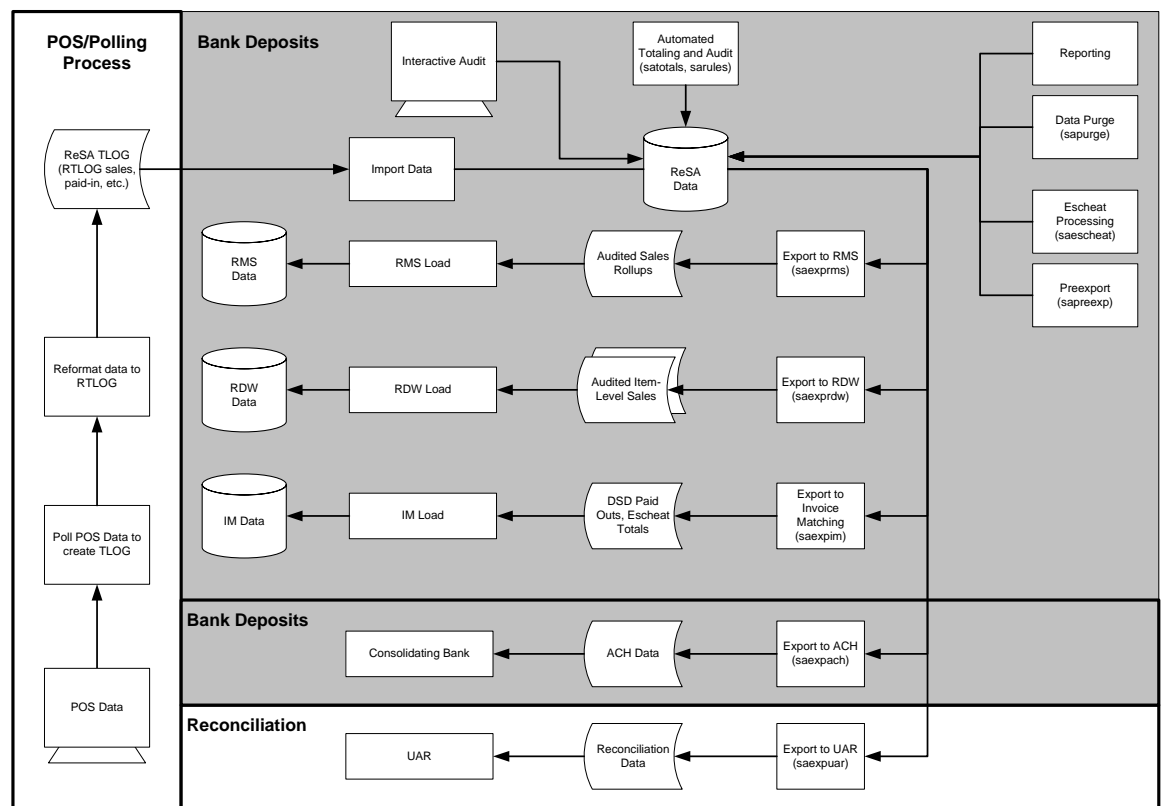 POS/Polling
Process
ReSA TLOG
(RTLOG sales,
paid-in, etc.)
Reformat data to
RTLOG
Poll POS Data to
create TLOG
POS Data
Bank Deposits
Interactive Audit
Automated
Totaling and Audit
(satotals, sarules)
Reporting
Data Purge
(sapurge)
Escheat
Processing
(saescheat)
Preexport
(sapreexp)
Import Data
ReSA
Data
RMS
Data
RMS Load
Audited Sales
Rollups
Export to RMS
(saexprms)
RDW
Data
RDW Load
Audited Item-
Level Sales
Export to RDW
(saexprdw)
IM Data
IM Load
DSD Paid
Outs, Escheat
Totals
Export to
Invoice
Matching
(saexpim)
Bank Deposits
Consolidating Bank
ACH Data
Export to ACH
(saexpach)
Reconciliation
UAR
Reconciliation
Data
Export to UAR
(saexpuar)